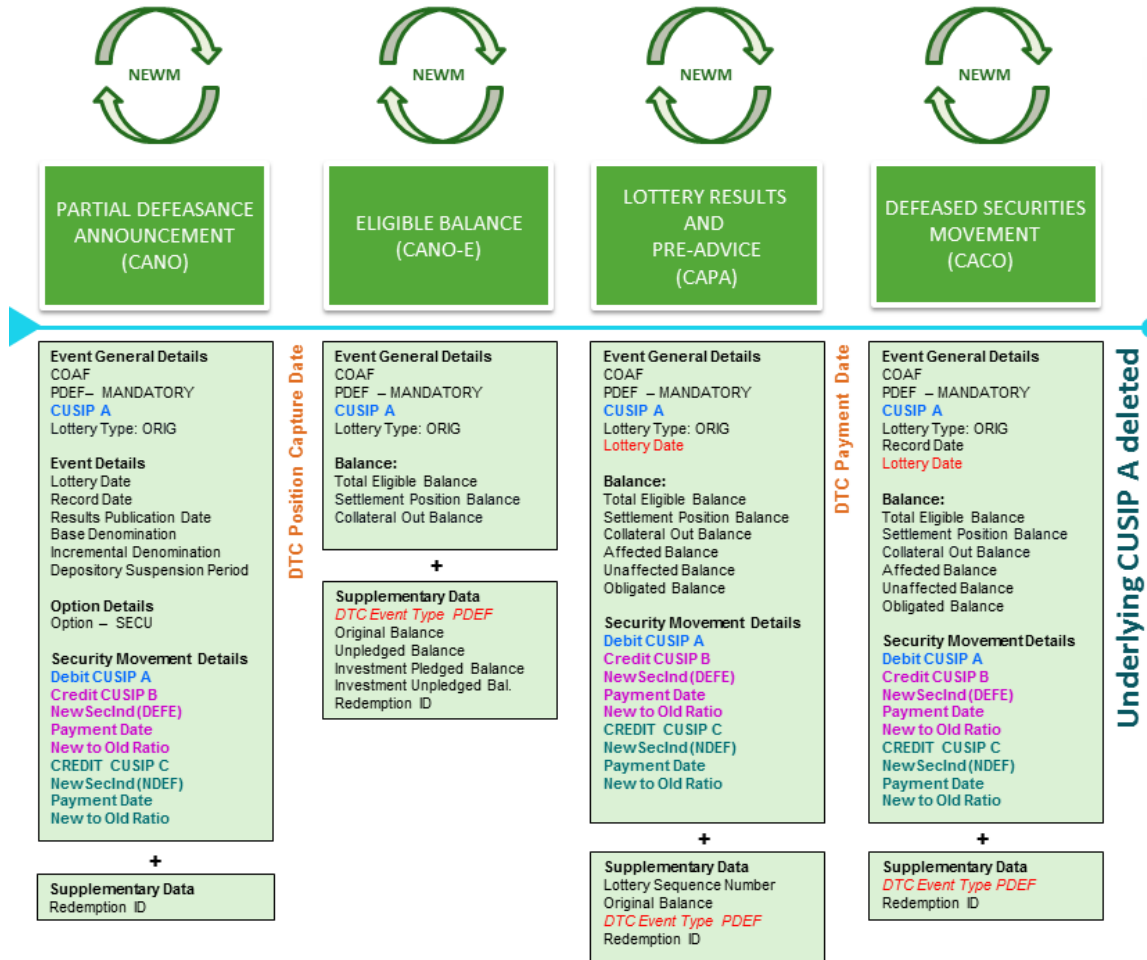 NEWM
NEWM
NEWM
NEWM
PARTIAL DEFEASANCE
ANNOUNCEMENT
(CANO)
ELIGIBLE BALANCE
(CANO-E)
LOTTERY RESULTS
AND
PRE-ADVICE
(CAPA)
DEFEASED SECURITIES
MOVEMENT
(CACO)
Event General Details
COAF
PDEF– MANDATORY
CUSIP A
Lottery Type: ORIG
Event Details
Lottery Date
Record Date
Results Publication Date
Base Denomination
Incremental Denomination
Depository Suspension Period
Option Details
Option – SECU
Security Movement Details
Debit CUSIP A
Credit CUSIP B
NewSecInd (DEFE)
Payment Date
New to Old Ratio
CREDIT CUSIP C
NewSecInd (NDEF)
Payment Date
New to Old Ratio
+
Supplementary Data
Redemption ID
DTC Position Capture Date
Event General Details
COAF
PDEF – MANDATORY
CUSIP A
Lottery Type: ORIG
Balance:
Total Eligible Balance
Settlement Position Balance
Collateral Out Balance
+
Supplementary Data
DTC Event Type PDEF
Original Balance
Unpledged Balance
Investment Pledged Balance
Investment Unpledged Bal.
Redemption ID
Event General Details
COAF
PDEF – MANDATORY
CUSIP A
Lottery Type: ORIG
Lottery Date
Balance:
Total Eligible Balance
Settlement Position Balance
Collateral Out Balance
Affected Balance
Unaffected Balance
Obligated Balance
Security Movement Details
Debit CUSIP A
Credit CUSIP B
NewSecInd (DEFE)
Payment Date
New to Old Ratio
CREDIT CUSIP C
NewSecInd (NDEF)
Payment Date
New to Old Ratio
+
Supplementary Data
Lottery Sequence Number
Original Balance
DTC Event Type PDEF
Redemption ID
DTC Payment Date
Event General Details
COAF
PDEF – MANDATORY
CUSIP A
Lottery Type: ORIG
Record Date
Lottery Date
Balance:
Total Eligible Balance
Settlement Position Balance
Collateral Out Balance
Affected Balance
Unaffected Balance
Obligated Balance
Security Movement Details
Debit CUSIP A
Credit CUSIP B
NewSecInd (DEFE)
Payment Date
New to Old Ratio
CREDIT CUSIP C
NewSecInd (NDEF)
Payment Date
New to Old Ratio
+
Supplementary Data
DTC Event Type PDEF
Redemption ID
Underlying CUSIP A deleted